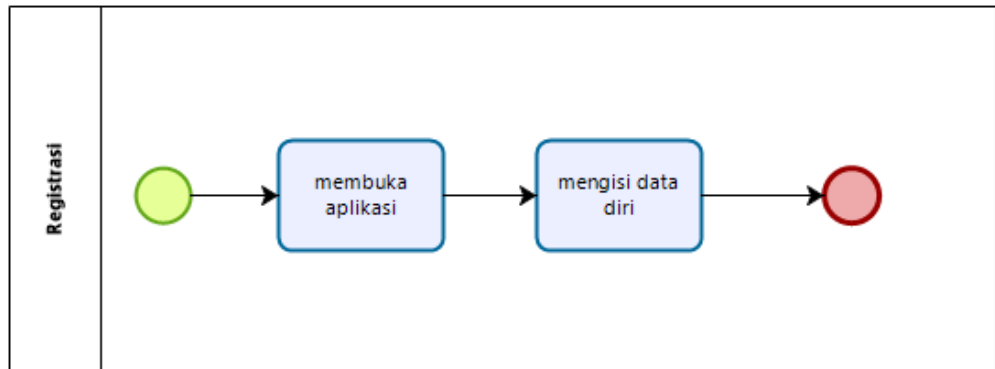 Registrasi
membuka
aplikasi
mengisi data
diri